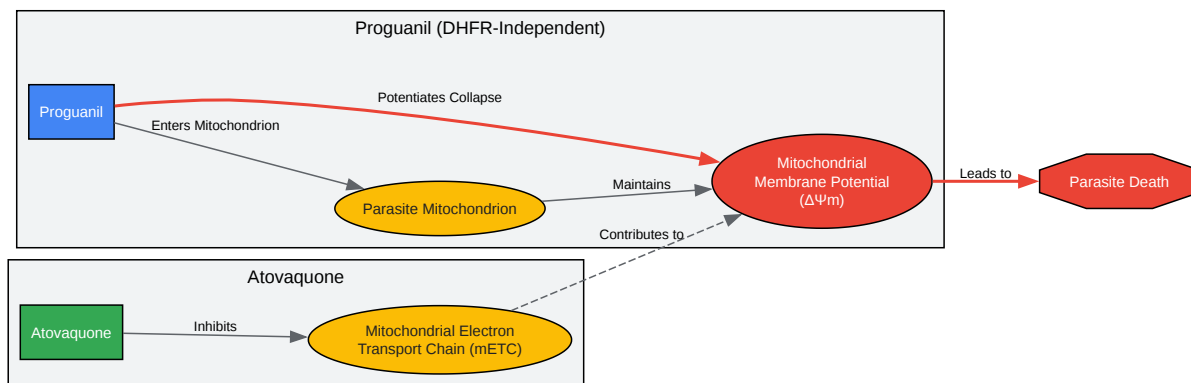 Proguanil (DHFR-Independent)
Proguanil
Potentiates Collapse
Enters Mitochondrion
Mitochondrial
Membrane Potential
(ΔΨm)
Leads to
Parasite Death
Maintains
Parasite Mitochondrion
Contributes to
Atovaquone
Atovaquone
Inhibits
Mitochondrial Electron
Transport Chain (mETC)